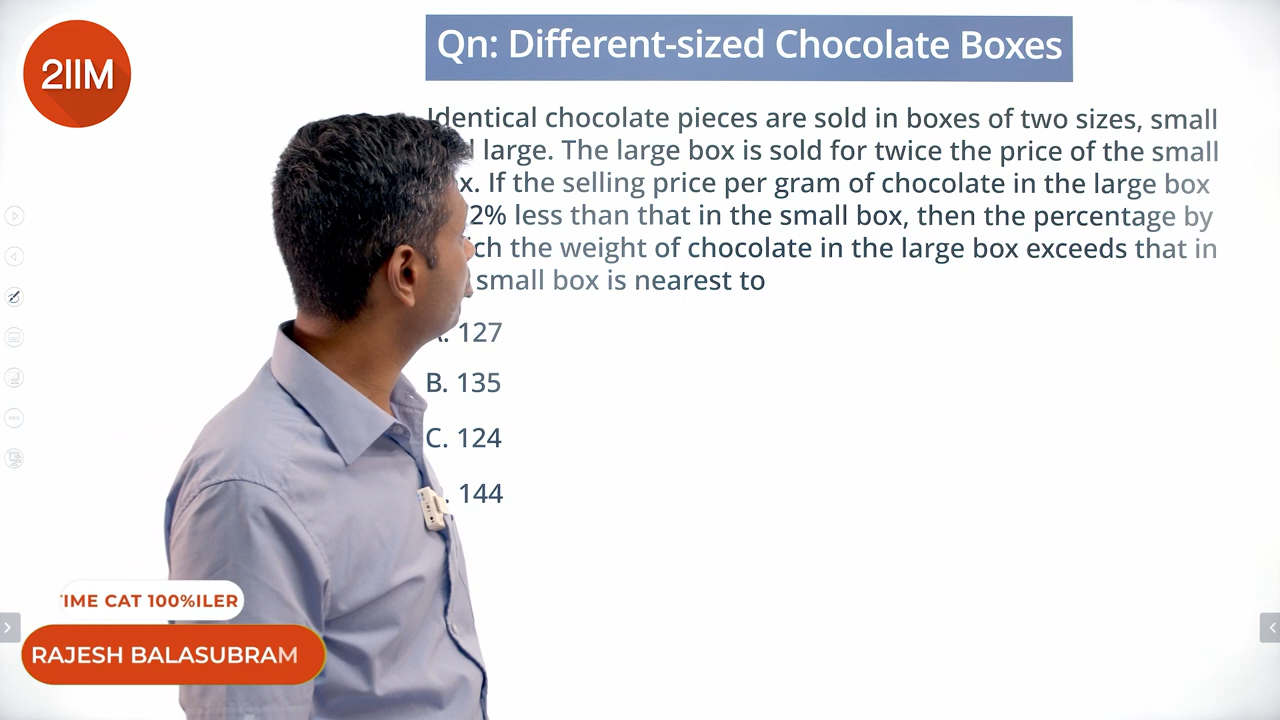 2IIM
Qn: Different-sized Chocolate Boxes
Identical chocolate pieces are sold in boxes of two sizes, small
large. The large box is sold for twice the price of the small
x. If the selling price per gram of chocolate in the large box
2% less than that in the small box, then the percentage by
ch the weight of chocolate in the large box exceeds that in
small box is nearest to
A. 127
B. 135
C. 124
. 144
IME CAT 100%ILER
RAJESH BALASUBRAM